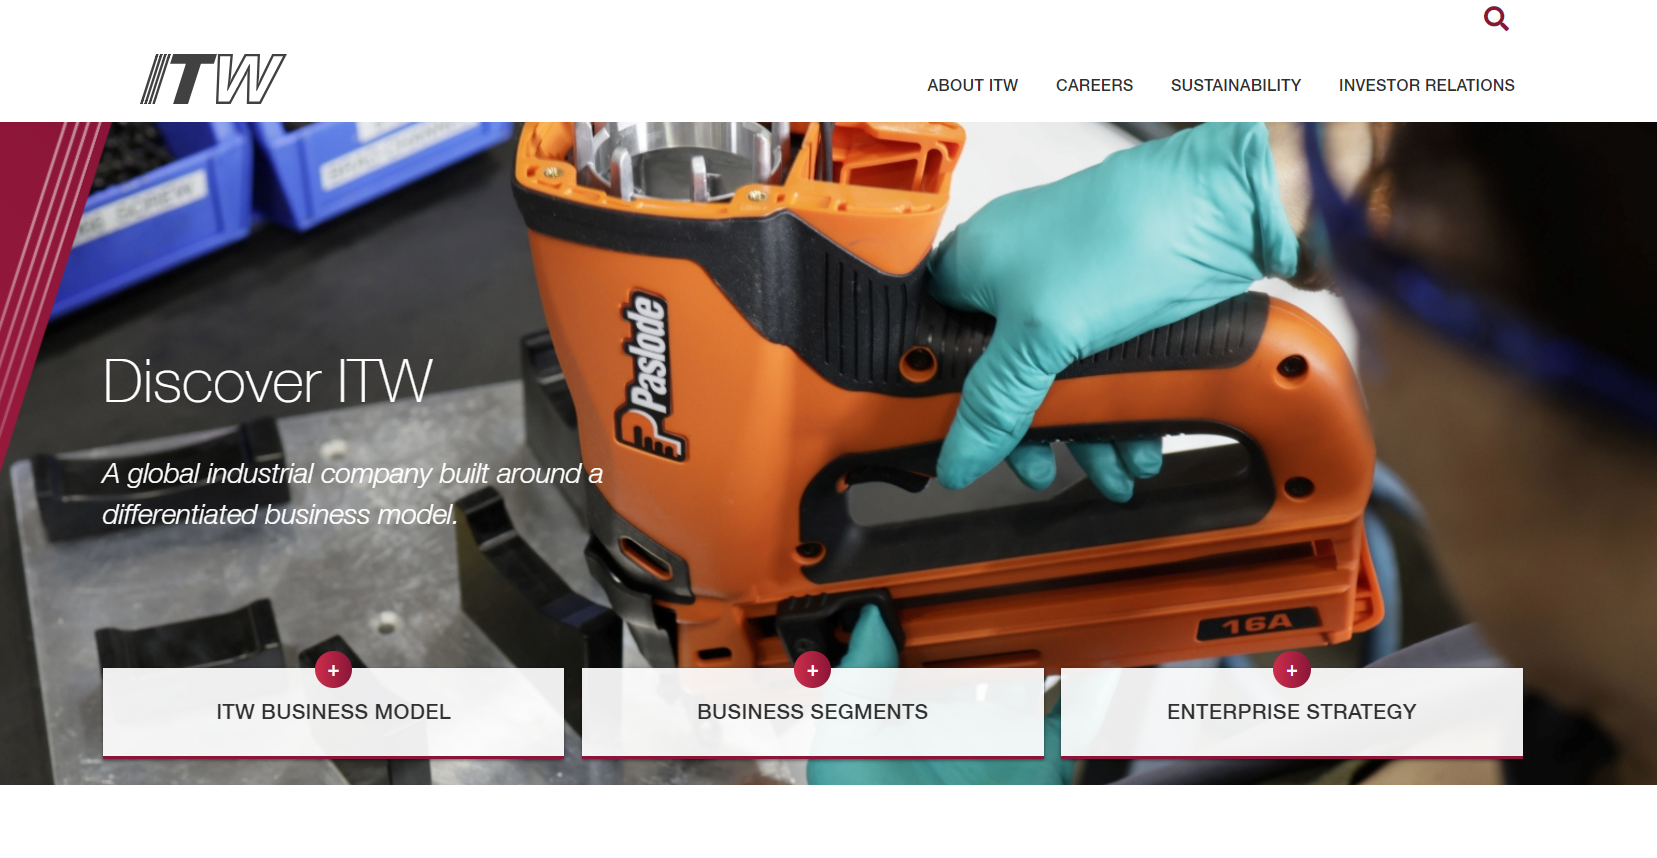 ITW
ABOUT ITW
CAREERS
SUSTAINABILITY
INVESTOR RELATIONS
SCREW
Paslode
Discover ITW
A global industrial company built around a
differentiated business model.
16A
+
+
+
ITW BUSINESS MODEL
BUSINESS SEGMENTS
ENTERPRISE STRATEGY